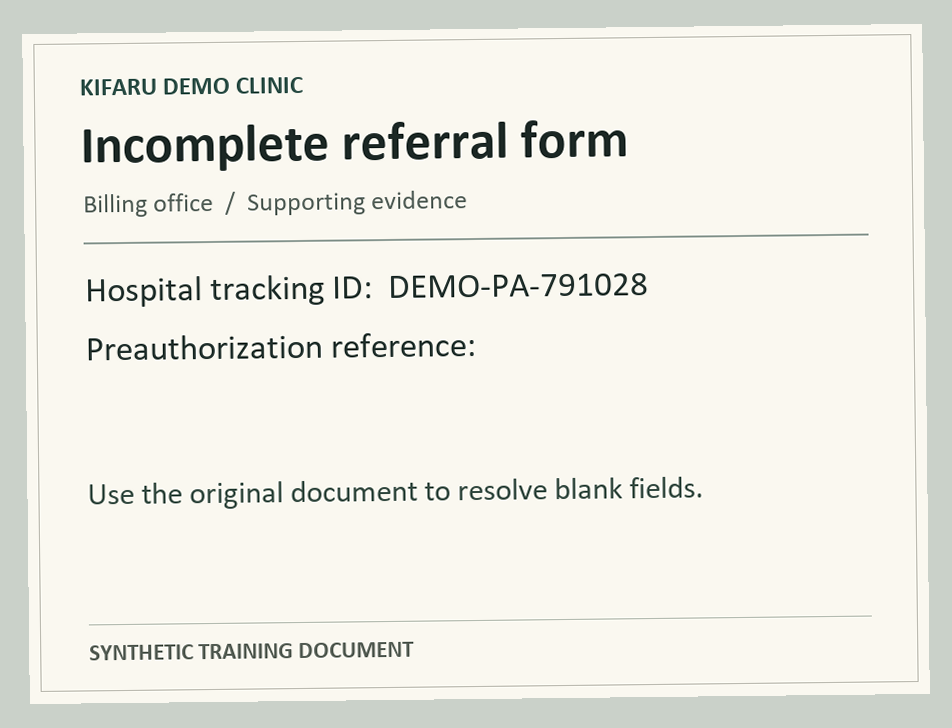 KIFARU DEMO CLINIC
Incomplete referral form
Billing office / Supporting evidence
Hospital tracking ID: DEMO-PA-791028
Preauthorization reference:
Use the original document to resolve blank fields.
SYNTHETIC TRAINING DOCUMENT